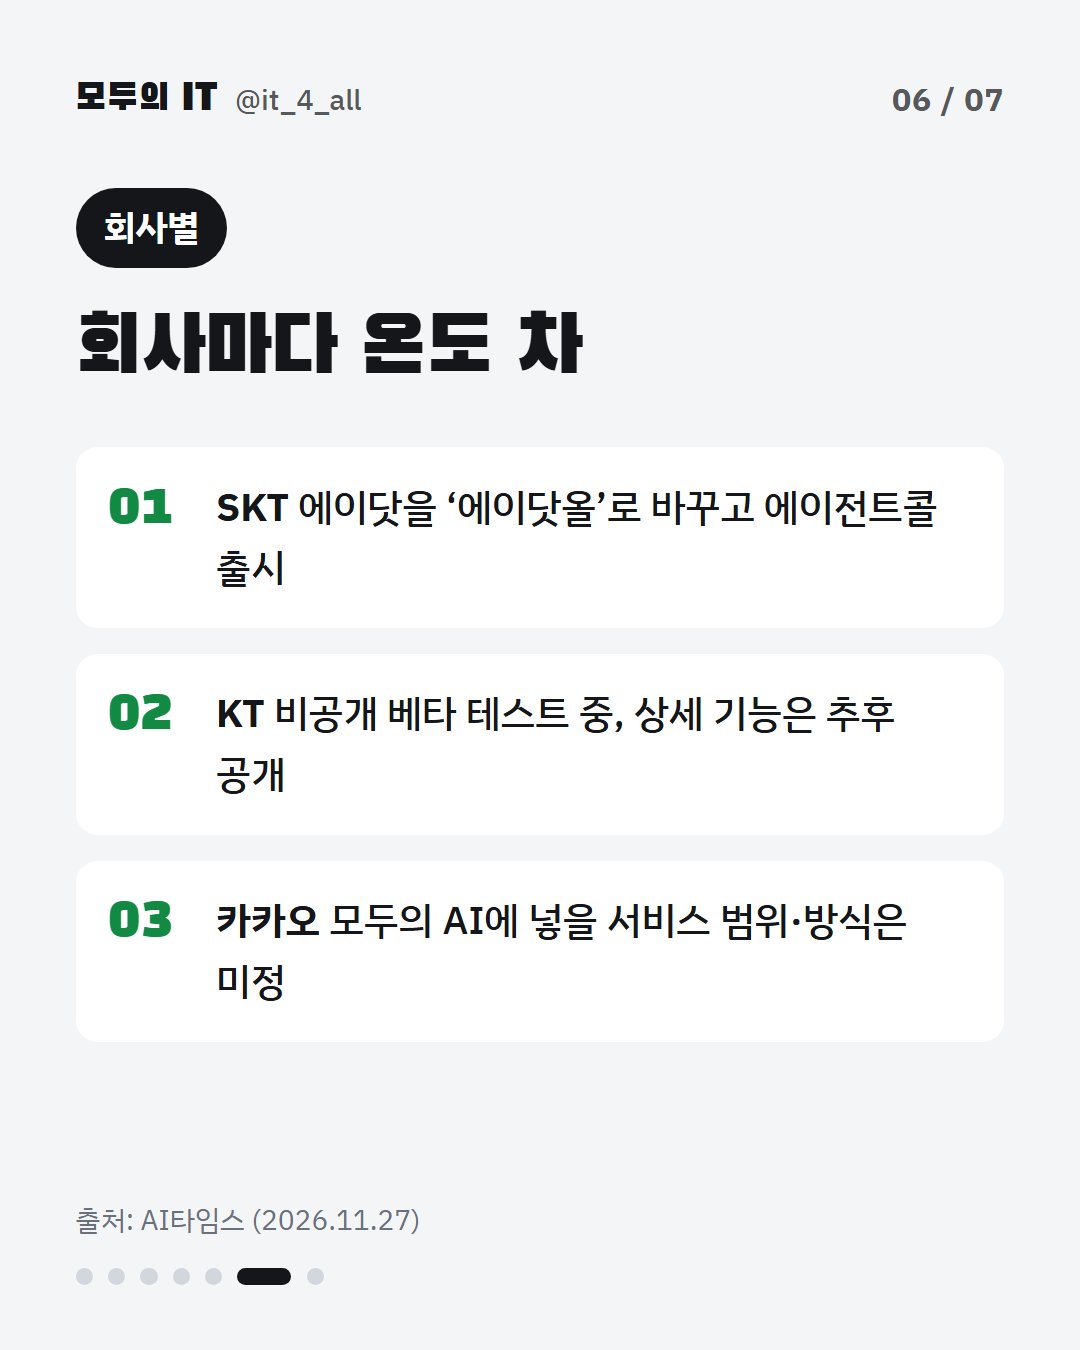 모두의 IT @it_4_all
06 / 07
회사별
회사마다 온도 차
01 SKT 에이닷을 ‘에이닷올’로 바꾸고 에이전트콜
출시
02 KT 비공개 베타 테스트 중, 상세 기능은 추후
공개
03 카카오 모두의 AI에 넣을 서비스 범위·방식은
미정
출처: AI타임스 (2026.11.27)